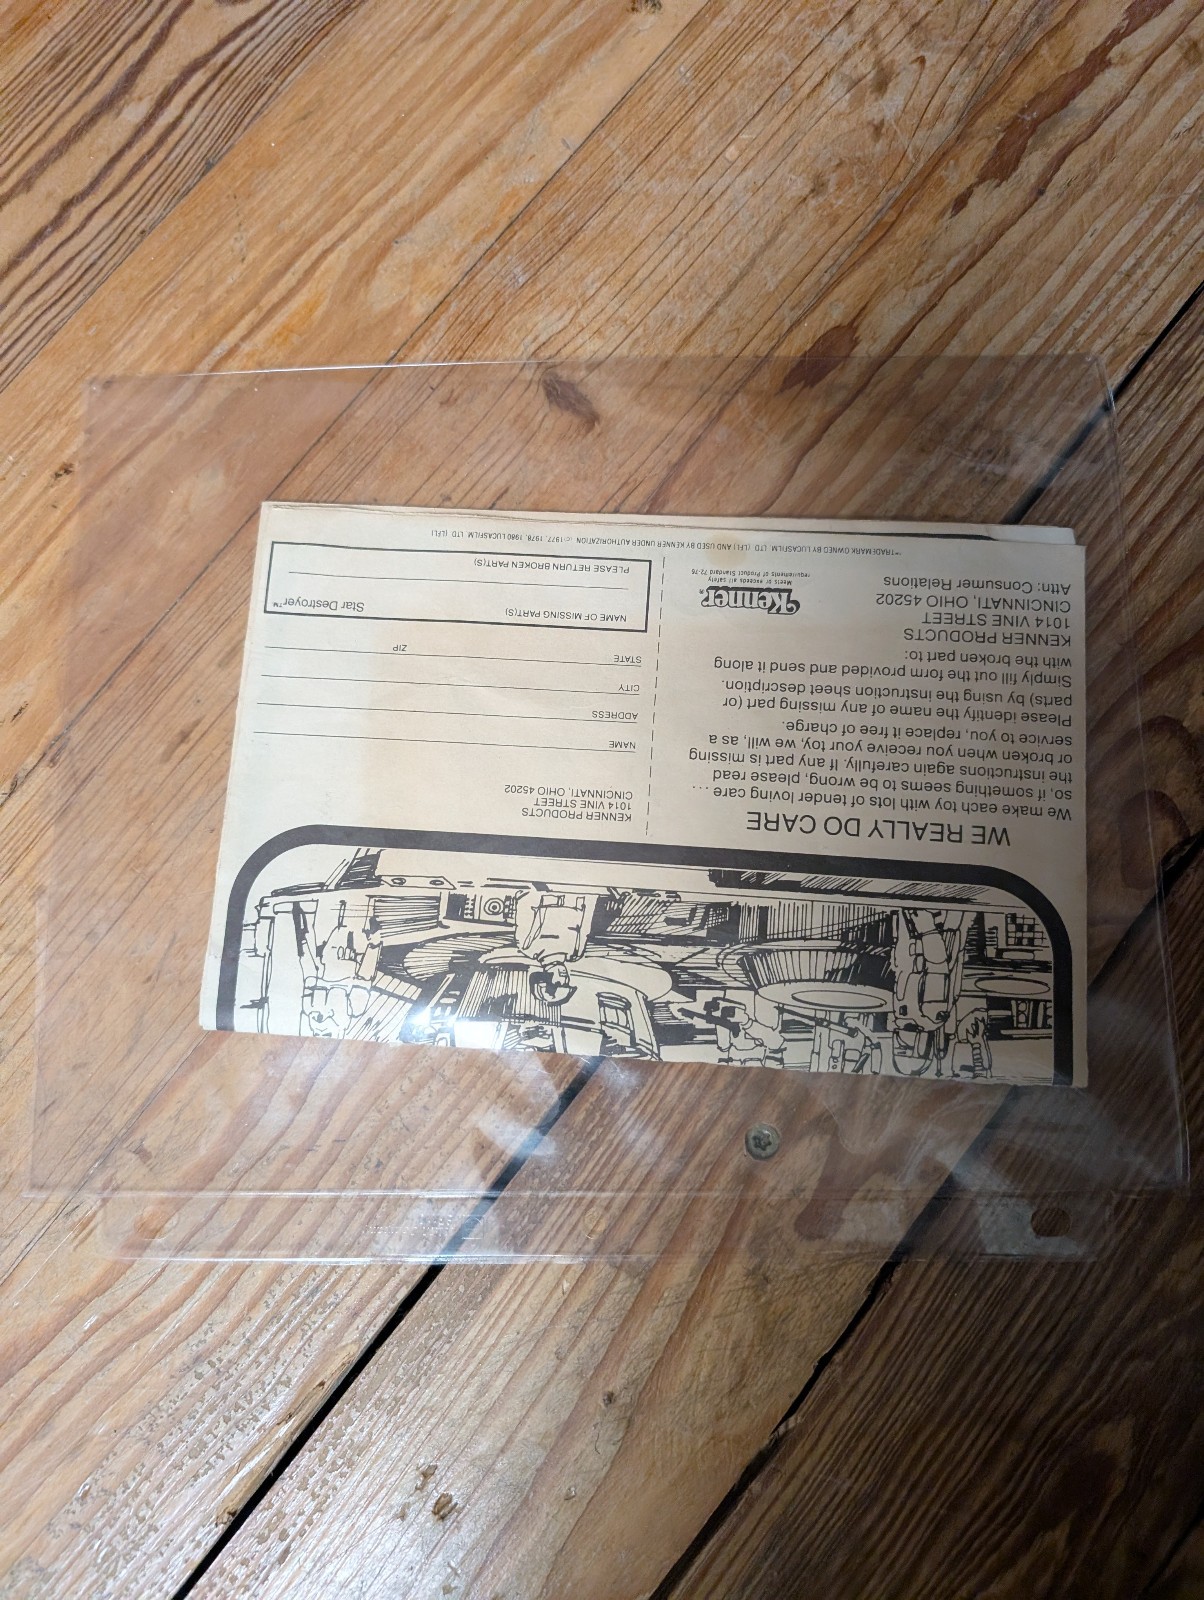 WE REALLY DO CARE
We make each toy with lots of tender loving care ...
so, if something seems to be wrong, please read
the instructions again carefully. If any part is missing
or broken when you receive your toy, we will, as a
service to you, replace it free of charge.
Please identify the name of any missing part (or
parts) by using the instruction sheet description.
Simply fill out the form provided and send it along
with the broken part to:
KENNER PRODUCTS
1014 VINE STREET
CINCINNATI, OHIO 45202
Attn: Consumer Relations
Kenner®
Meets or exceeds all safety
requirements of Product Standard 72-76
KENNER PRODUCTS
1014 VINE STREET
CINCINNATI, OHIO 45202
NAME
ADDRESS
CITY
STATE ZIP
NAME OF MISSING PART(S) Star Destroyer™
PLEASE RETURN BROKEN PART(S)
™TRADEMARK OWNED BY LUCASFILM, LTD. (LFL) AND USED BY KENNER UNDER AUTHORIZATION. © 1977, 1978, 1980 LUCASFILM, LTD. (LFL)